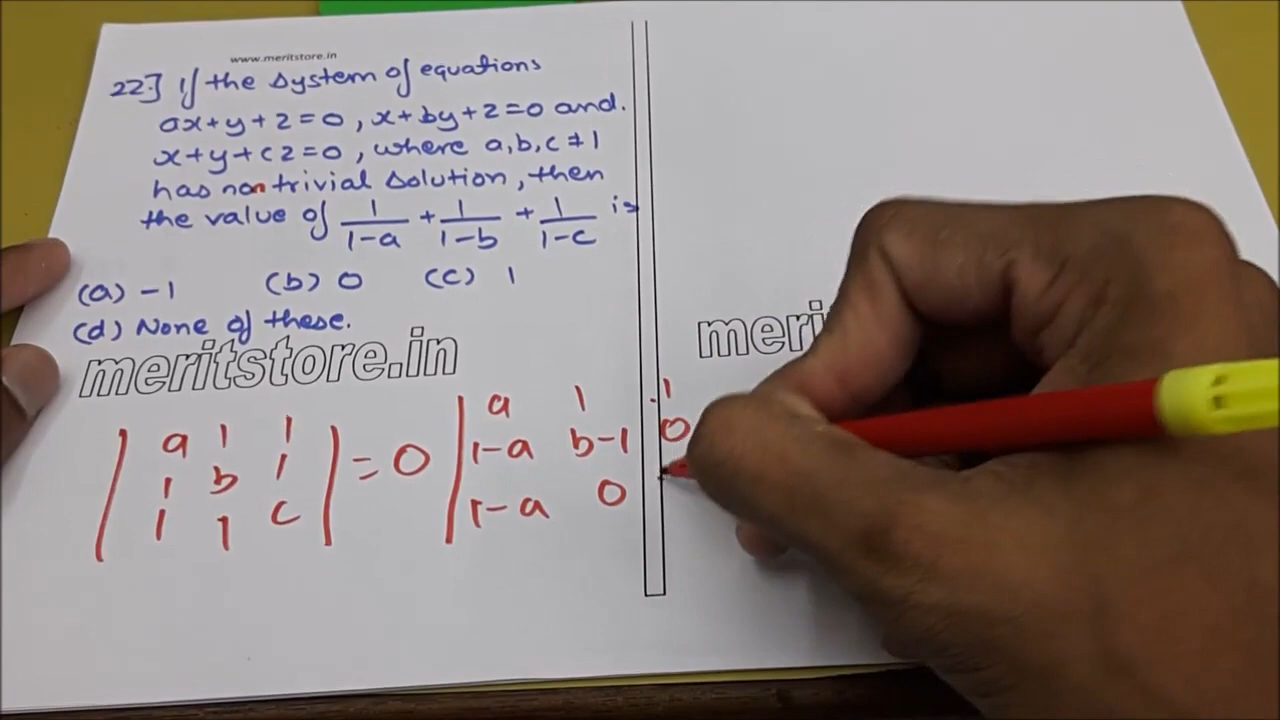 www.meritstore.in
22] If the system of equations
ax+y+z=0, x+by+z=0 and.
x+y+cz=0, where a,b,c≠1
has non trivial solution, then
the value of 1/1-a + 1/1-b + 1/1-c is
(a) -1 (b) 0 (c) 1
(d) None of these.
meritstore.in
meri
| a 1 1 | = 0 | a 1 1
| 1 b 1 | | 1-a b-1 0
| 1 1 c | | 1-a 0